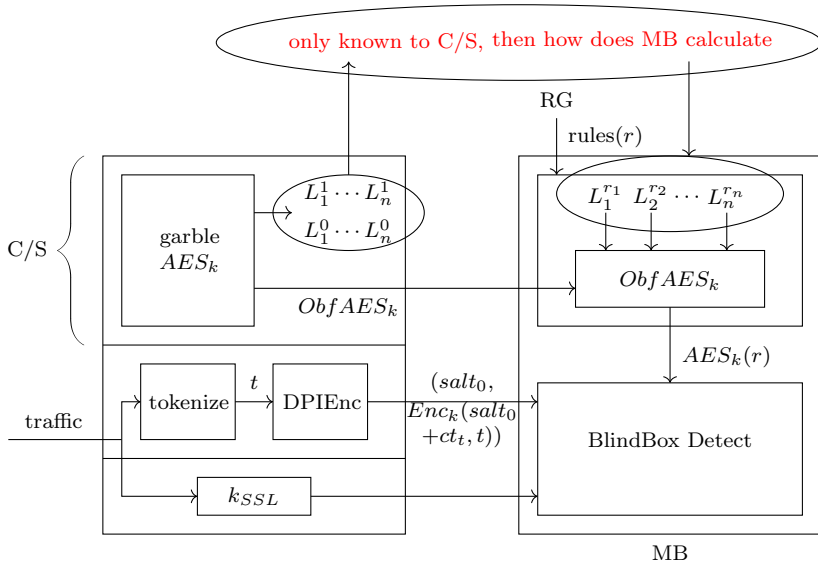 only known to C/S, then how does MB calculate
RG
rules(r)
L_1^1 ⋯ L_n^1
L_1^0 ⋯ L_n^0
L_1^{r_1} L_2^{r_2} ⋯ L_n^{r_n}
garble
AES_k
C/S
ObfAES_k
ObfAES_k
AES_k(r)
traffic
tokenize
t
DPIEnc
(salt_0,
Enc_k(salt_0
+ct_t, t))
BlindBox Detect
k_{SSL}
MB